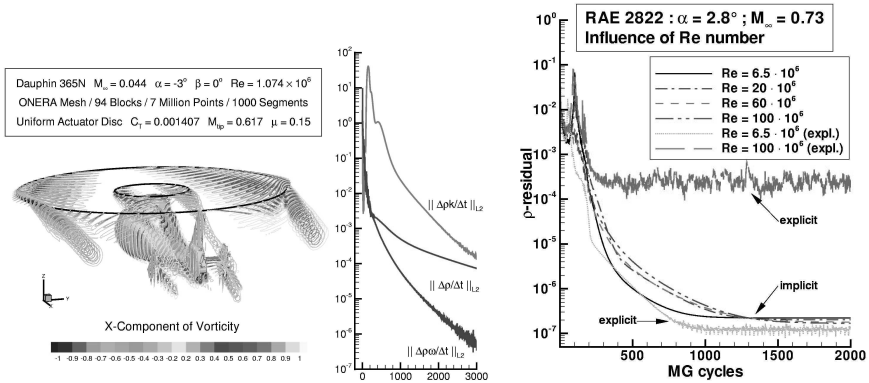 Dauphin 365N M∞ = 0.044 α = -3° β = 0° Re = 1.074 × 10⁶
ONERA Mesh / 94 Blocks / 7 Million Points / 1000 Segments
Uniform Actuator Disc C_T = 0.001407 M_tip = 0.617 μ = 0.15
Z
Y
X
X-Component of Vorticity
-1 -0.9 -0.8 -0.7 -0.6 -0.5 -0.4 -0.3 -0.2 -0.1 0.1 0.2 0.3 0.4 0.5 0.6 0.7 0.8 0.9 1
10²
10¹
10⁰
10⁻¹
10⁻²
10⁻³
10⁻⁴
10⁻⁵
10⁻⁶
10⁻⁷
|| Δρk/Δt ||_L2
|| Δρ/Δt ||_L2
|| Δρω/Δt ||_L2
0 1000 2000 3000
RAE 2822 : α = 2.8° ; M∞ = 0.73
Influence of Re number
Re = 6.5 · 10⁶
Re = 20 · 10⁶
Re = 60 · 10⁶
Re = 100 · 10⁶
Re = 6.5 · 10⁶ (expl.)
Re = 100 · 10⁶ (expl.)
10⁰
10⁻¹
10⁻²
10⁻³
10⁻⁴
10⁻⁵
10⁻⁶
10⁻⁷
ρ-residual
explicit
implicit
explicit
500 1000 1500 2000
MG cycles